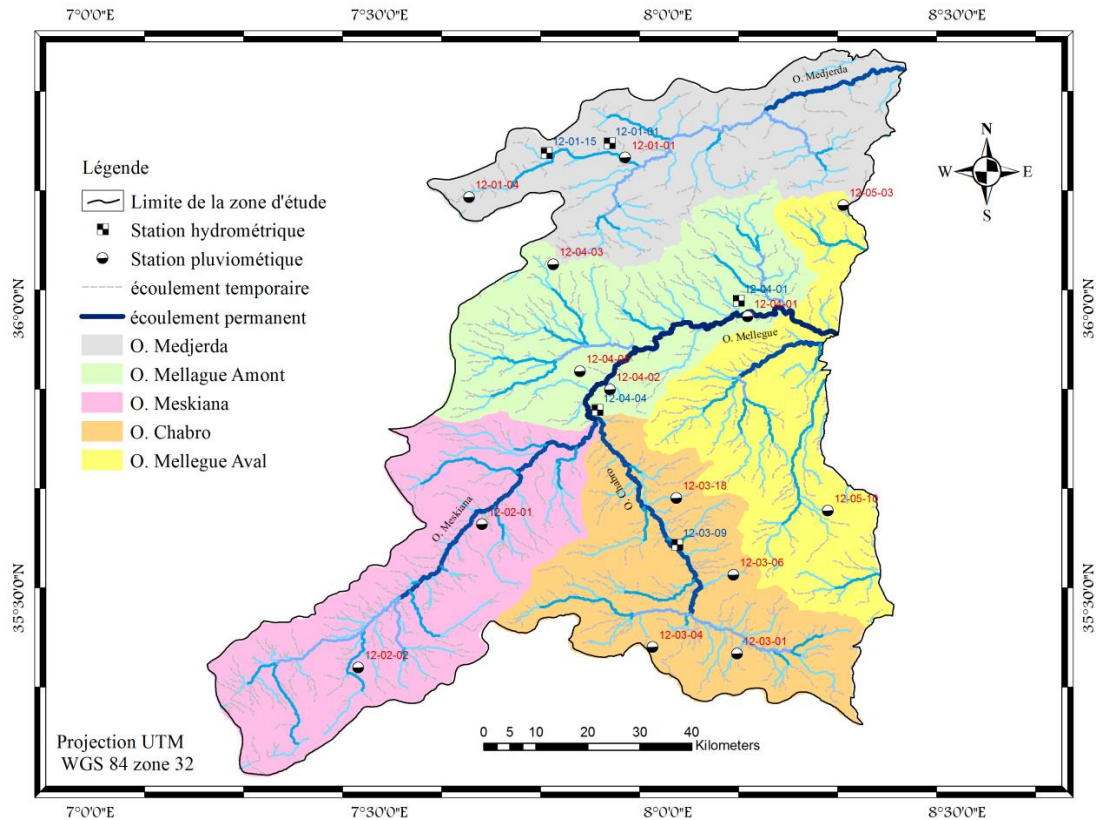 7°0'0"E 7°30'0"E 8°0'0"E 8°30'0"E
O. Medjerda
12-01-15
12-01-01
12-01-01
12-01-04
N
W E
S
Légende
Limite de la zone d'étude
Station hydrométrique
Station pluviométique
écoulement temporaire
écoulement permanent
O. Medjerda
O. Mellague Amont
O. Meskiana
O. Chabro
O. Mellegue Aval
12-05-03
12-04-03
12-04-01
12-04-01
O. Mellegue
12-04-02
12-04-04
36°0'0"N
36°0'0"N
12-03-18
O. Chabro
O. Meskiana
12-02-01
12-05-10
12-03-09
12-03-06
35°30'0"N
35°30'0"N
12-03-04
12-03-01
12-02-02
0 5 10 20 30 40
Kilometers
Projection UTM
WGS 84 zone 32
7°0'0"E 7°30'0"E 8°0'0"E 8°30'0"E